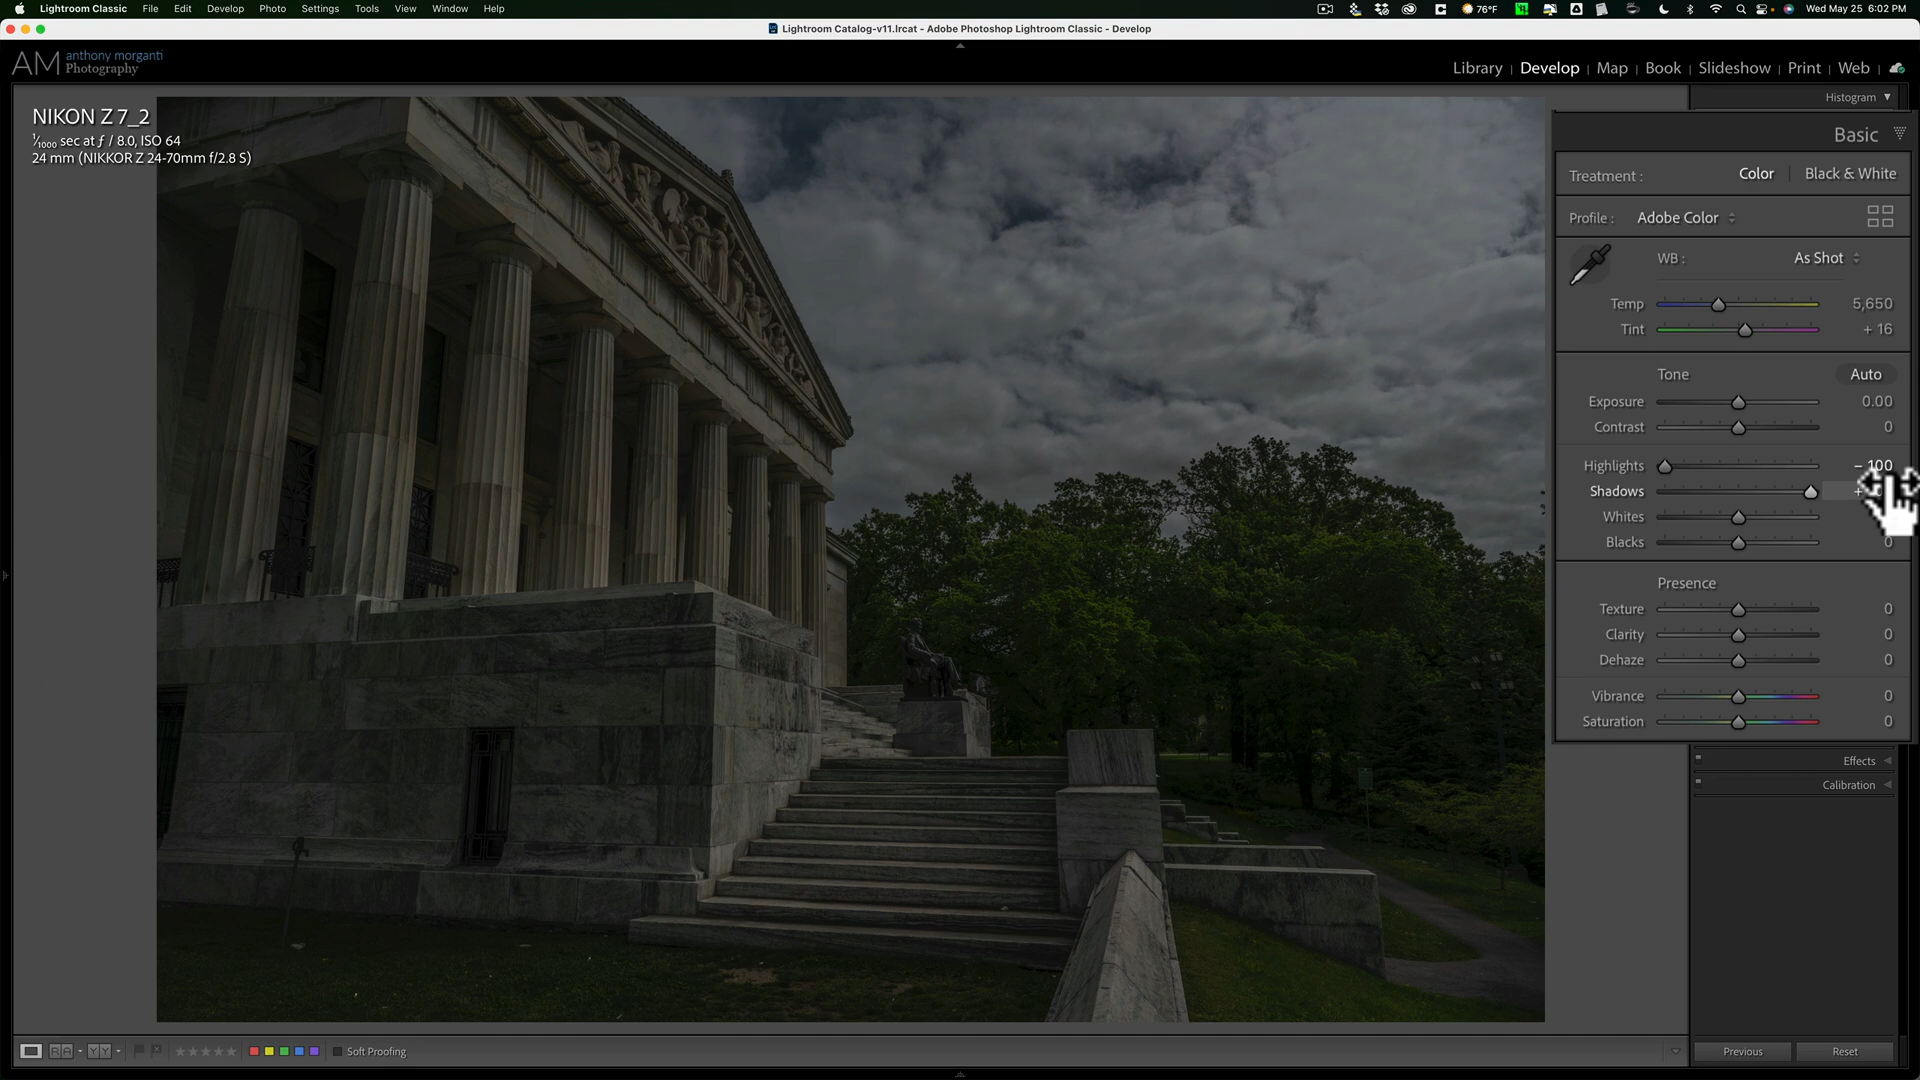 Lightroom Classic File Edit Develop Photo Settings Tools View Window Help 76°F Wed May 25 6:02 PM
Lightroom Catalog-v11.lrcat - Adobe Photoshop Lightroom Classic - Develop
AM anthony morganti Photography
Library | Develop | Map | Book | Slideshow | Print | Web
Histogram
NIKON Z 7_2
1/1000 sec at ƒ / 8.0, ISO 64
24 mm (NIKKOR Z 24-70mm f/2.8 S)
Basic
Treatment : Color Black & White
Profile : Adobe Color
WB : As Shot
Temp 5,650
Tint + 16
Tone Auto
Exposure 0.00
Contrast 0
Highlights − 100
Shadows +
Whites
Blacks 0
Presence
Texture 0
Clarity 0
Dehaze 0
Vibrance 0
Saturation 0
Effects
Calibration
RA YY Soft Proofing
Previous Reset